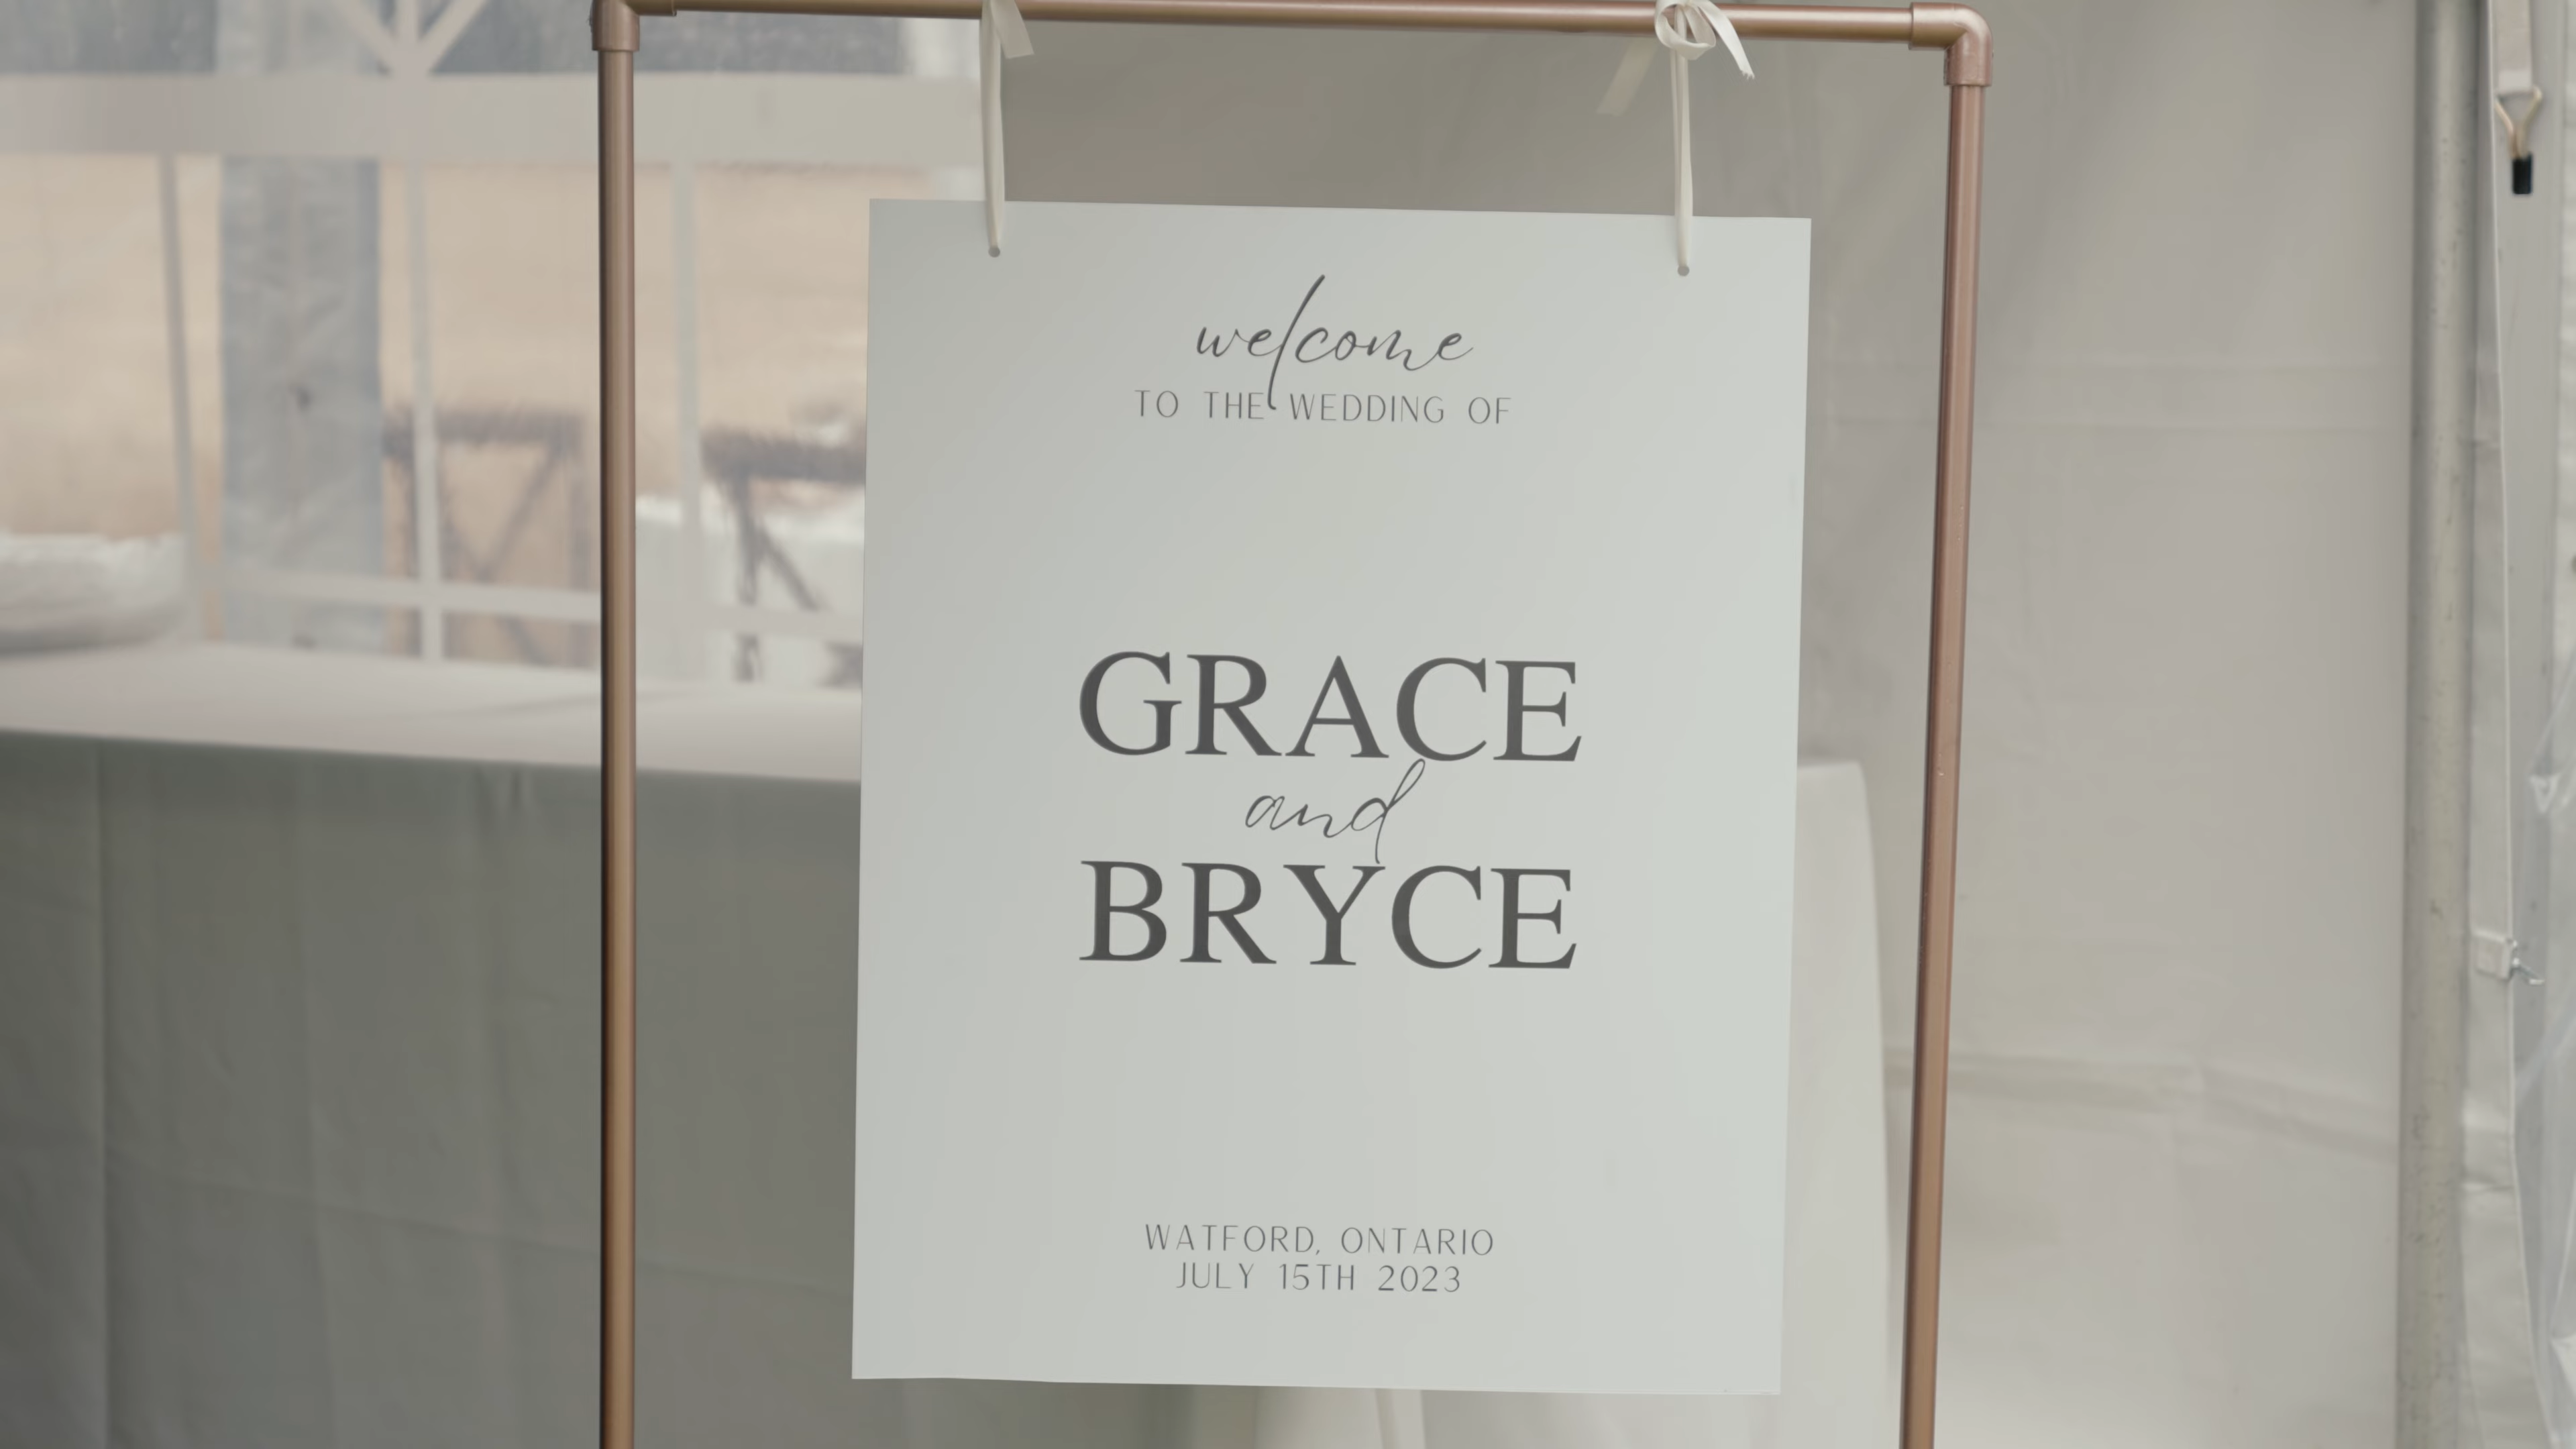 welcome
TO THE WEDDING OF
GRACE
and
BRYCE
WATFORD, ONTARIO
JULY 15TH 2023